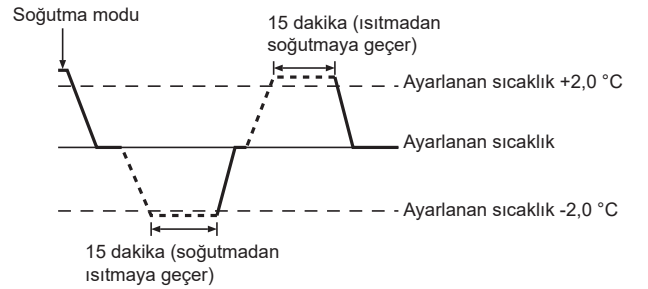 Soğutma modu
15 dakika (ısıtmadan
soğutmaya geçer)
Ayarlanan sıcaklık +2,0 °C
Ayarlanan sıcaklık
Ayarlanan sıcaklık -2,0 °C
15 dakika (soğutmadan
ısıtmaya geçer)